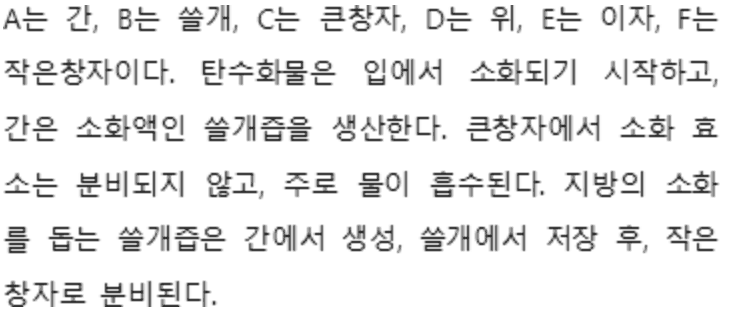 A는 간, B는 쓸개, C는 큰창자, D는 위, E는 이자, F는
작은창자이다. 탄수화물은 입에서 소화되기 시작하고,
간은 소화액인 쓸개즙을 생산한다. 큰창자에서 소화 효
소는 분비되지 않고, 주로 물이 흡수된다. 지방의 소화
를 돕는 쓸개즙은 간에서 생성, 쓸개에서 저장 후, 작은
창자로 분비된다.